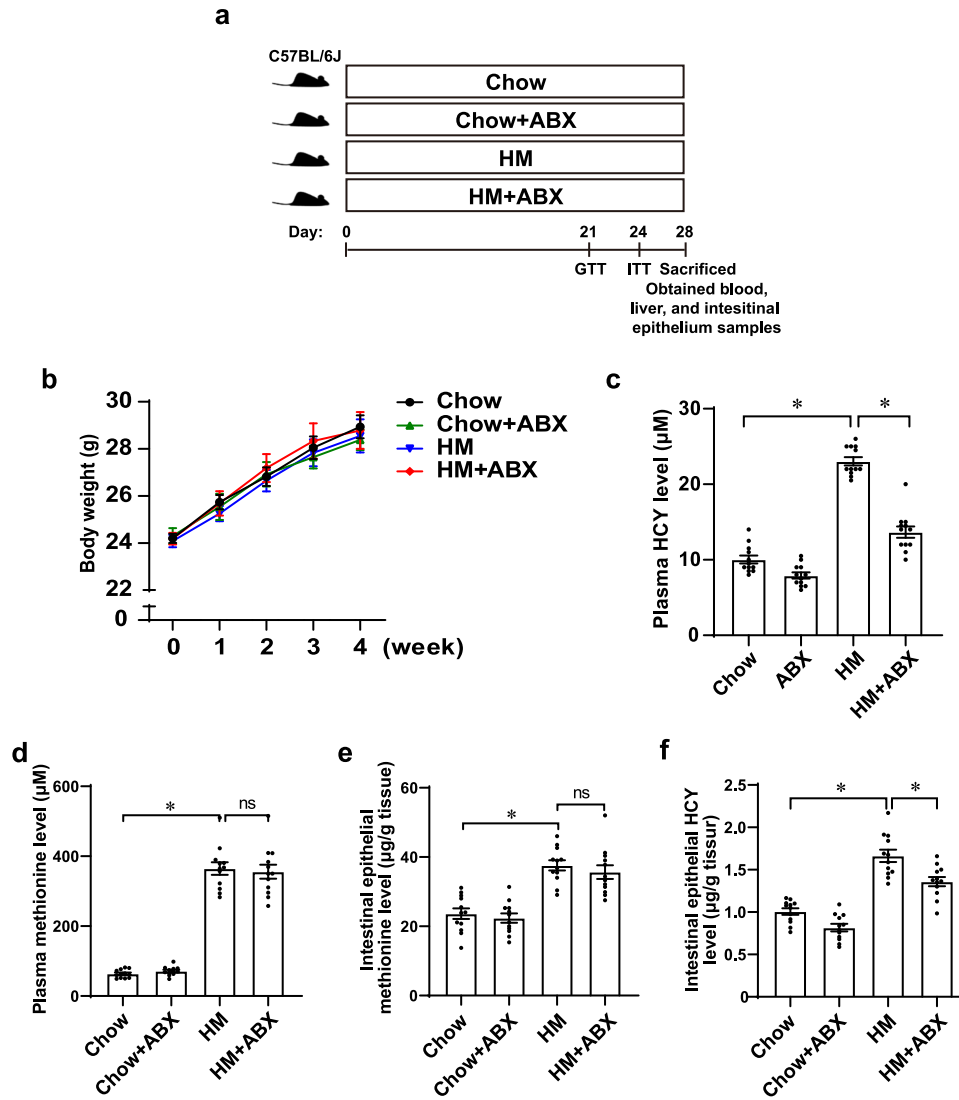 a
C57BL/6J
Chow
Chow+ABX
HM
HM+ABX
Day: 0 21 24 28
GTT ITT Sacrificed
Obtained blood,
liver, and intesitinal
epithelium samples
b
Body weight (g)
30
28
26
24
22
0
0 1 2 3 4 (week)
Chow
Chow+ABX
HM
HM+ABX
c
Plasma HCY level (µM)
30
20
10
0
* *
Chow ABX HM HM+ABX
d
Plasma methionine level (µM)
600
400
200
0
* ns
Chow Chow+ABX HM HM+ABX
e
Intestinal epithelial
methionine level (µg/g tissue)
60
40
20
0
* ns
Chow Chow+ABX HM HM+ABX
f
Intestinal epithelial HCY
level (µg/g tissur)
2.5
2.0
1.5
1.0
0.5
0
* *
Chow Chow+ABX HM HM+ABX